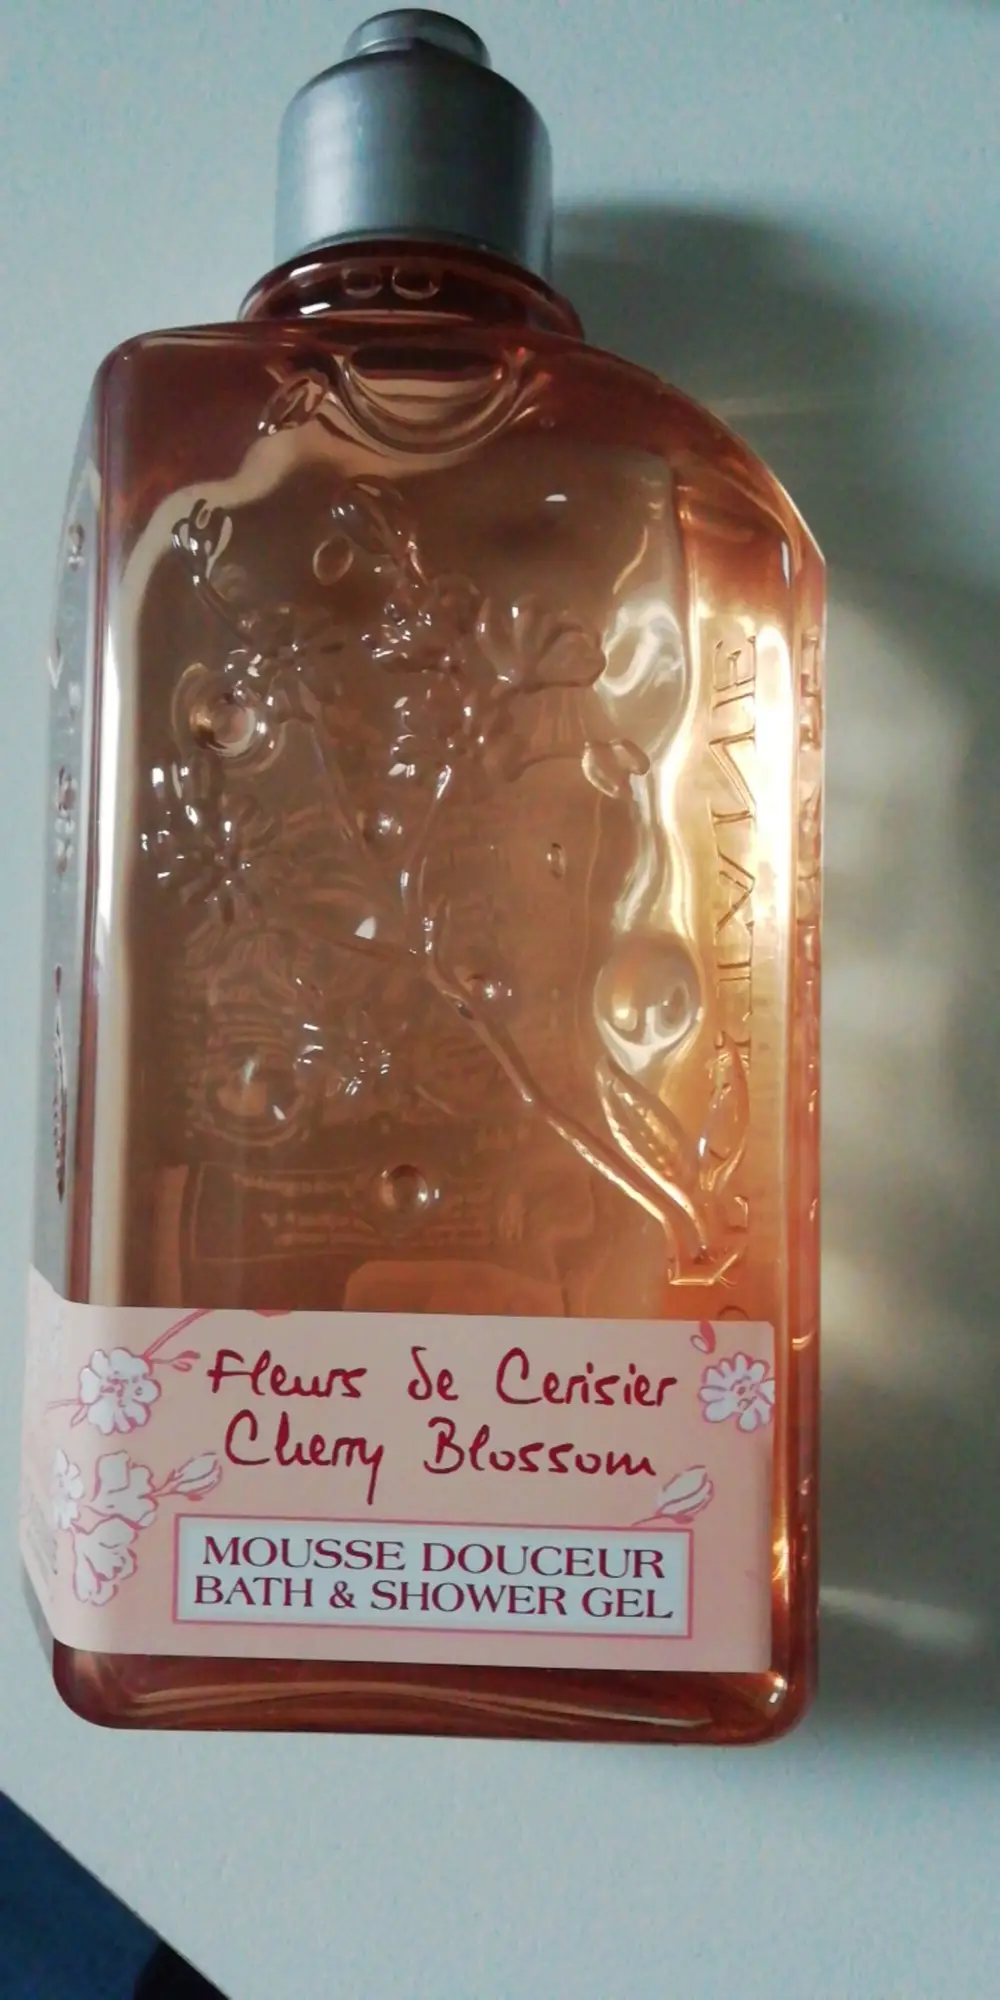 Fleurs de Cerisier
Cherry Blossom
MOUSSE DOUCEUR
BATH & SHOWER GEL